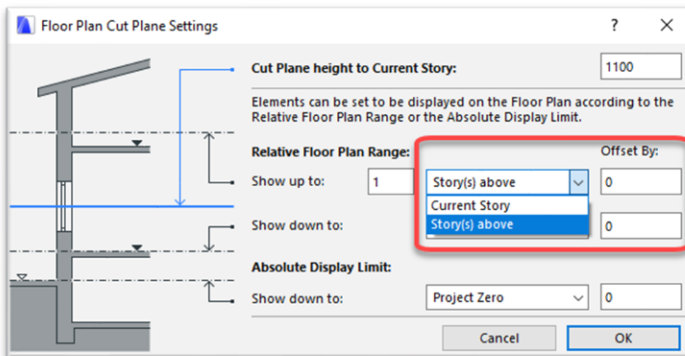 Floor Plan Cut Plane Settings
? ×
Cut Plane height to Current Story: 1100
Elements can be set to be displayed on the Floor Plan according to the
Relative Floor Plan Range or the Absolute Display Limit.
Relative Floor Plan Range: Offset By:
Show up to: 1 Story(s) above 0
Current Story
Story(s) above
Show down to: 0
Absolute Display Limit:
Show down to: Project Zero 0
Cancel OK